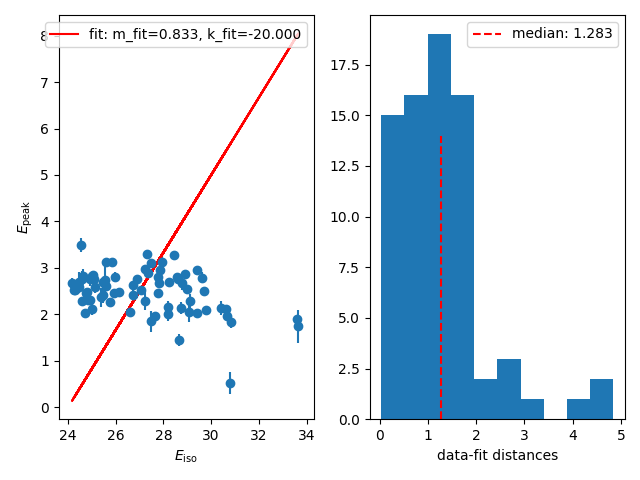 fit: m_fit=0.833, k_fit=-20.000
8
7
6
5
4
3
2
1
0
E_peak
24 26 28 30 32 34
E_iso
median: 1.283
17.5
15.0
12.5
10.0
7.5
5.0
2.5
0.0
0 1 2 3 4 5
data-fit distances